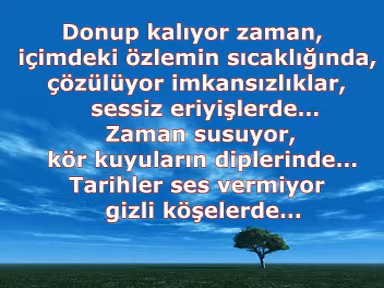 Donup kalıyor zaman,
içimdeki özlemin sıcaklığında,
çözülüyor imkansızlıklar,
sessiz eriyişlerde...
Zaman susuyor,
kör kuyuların diplerinde...
Tarihler ses vermiyor
gizli köşelerde...